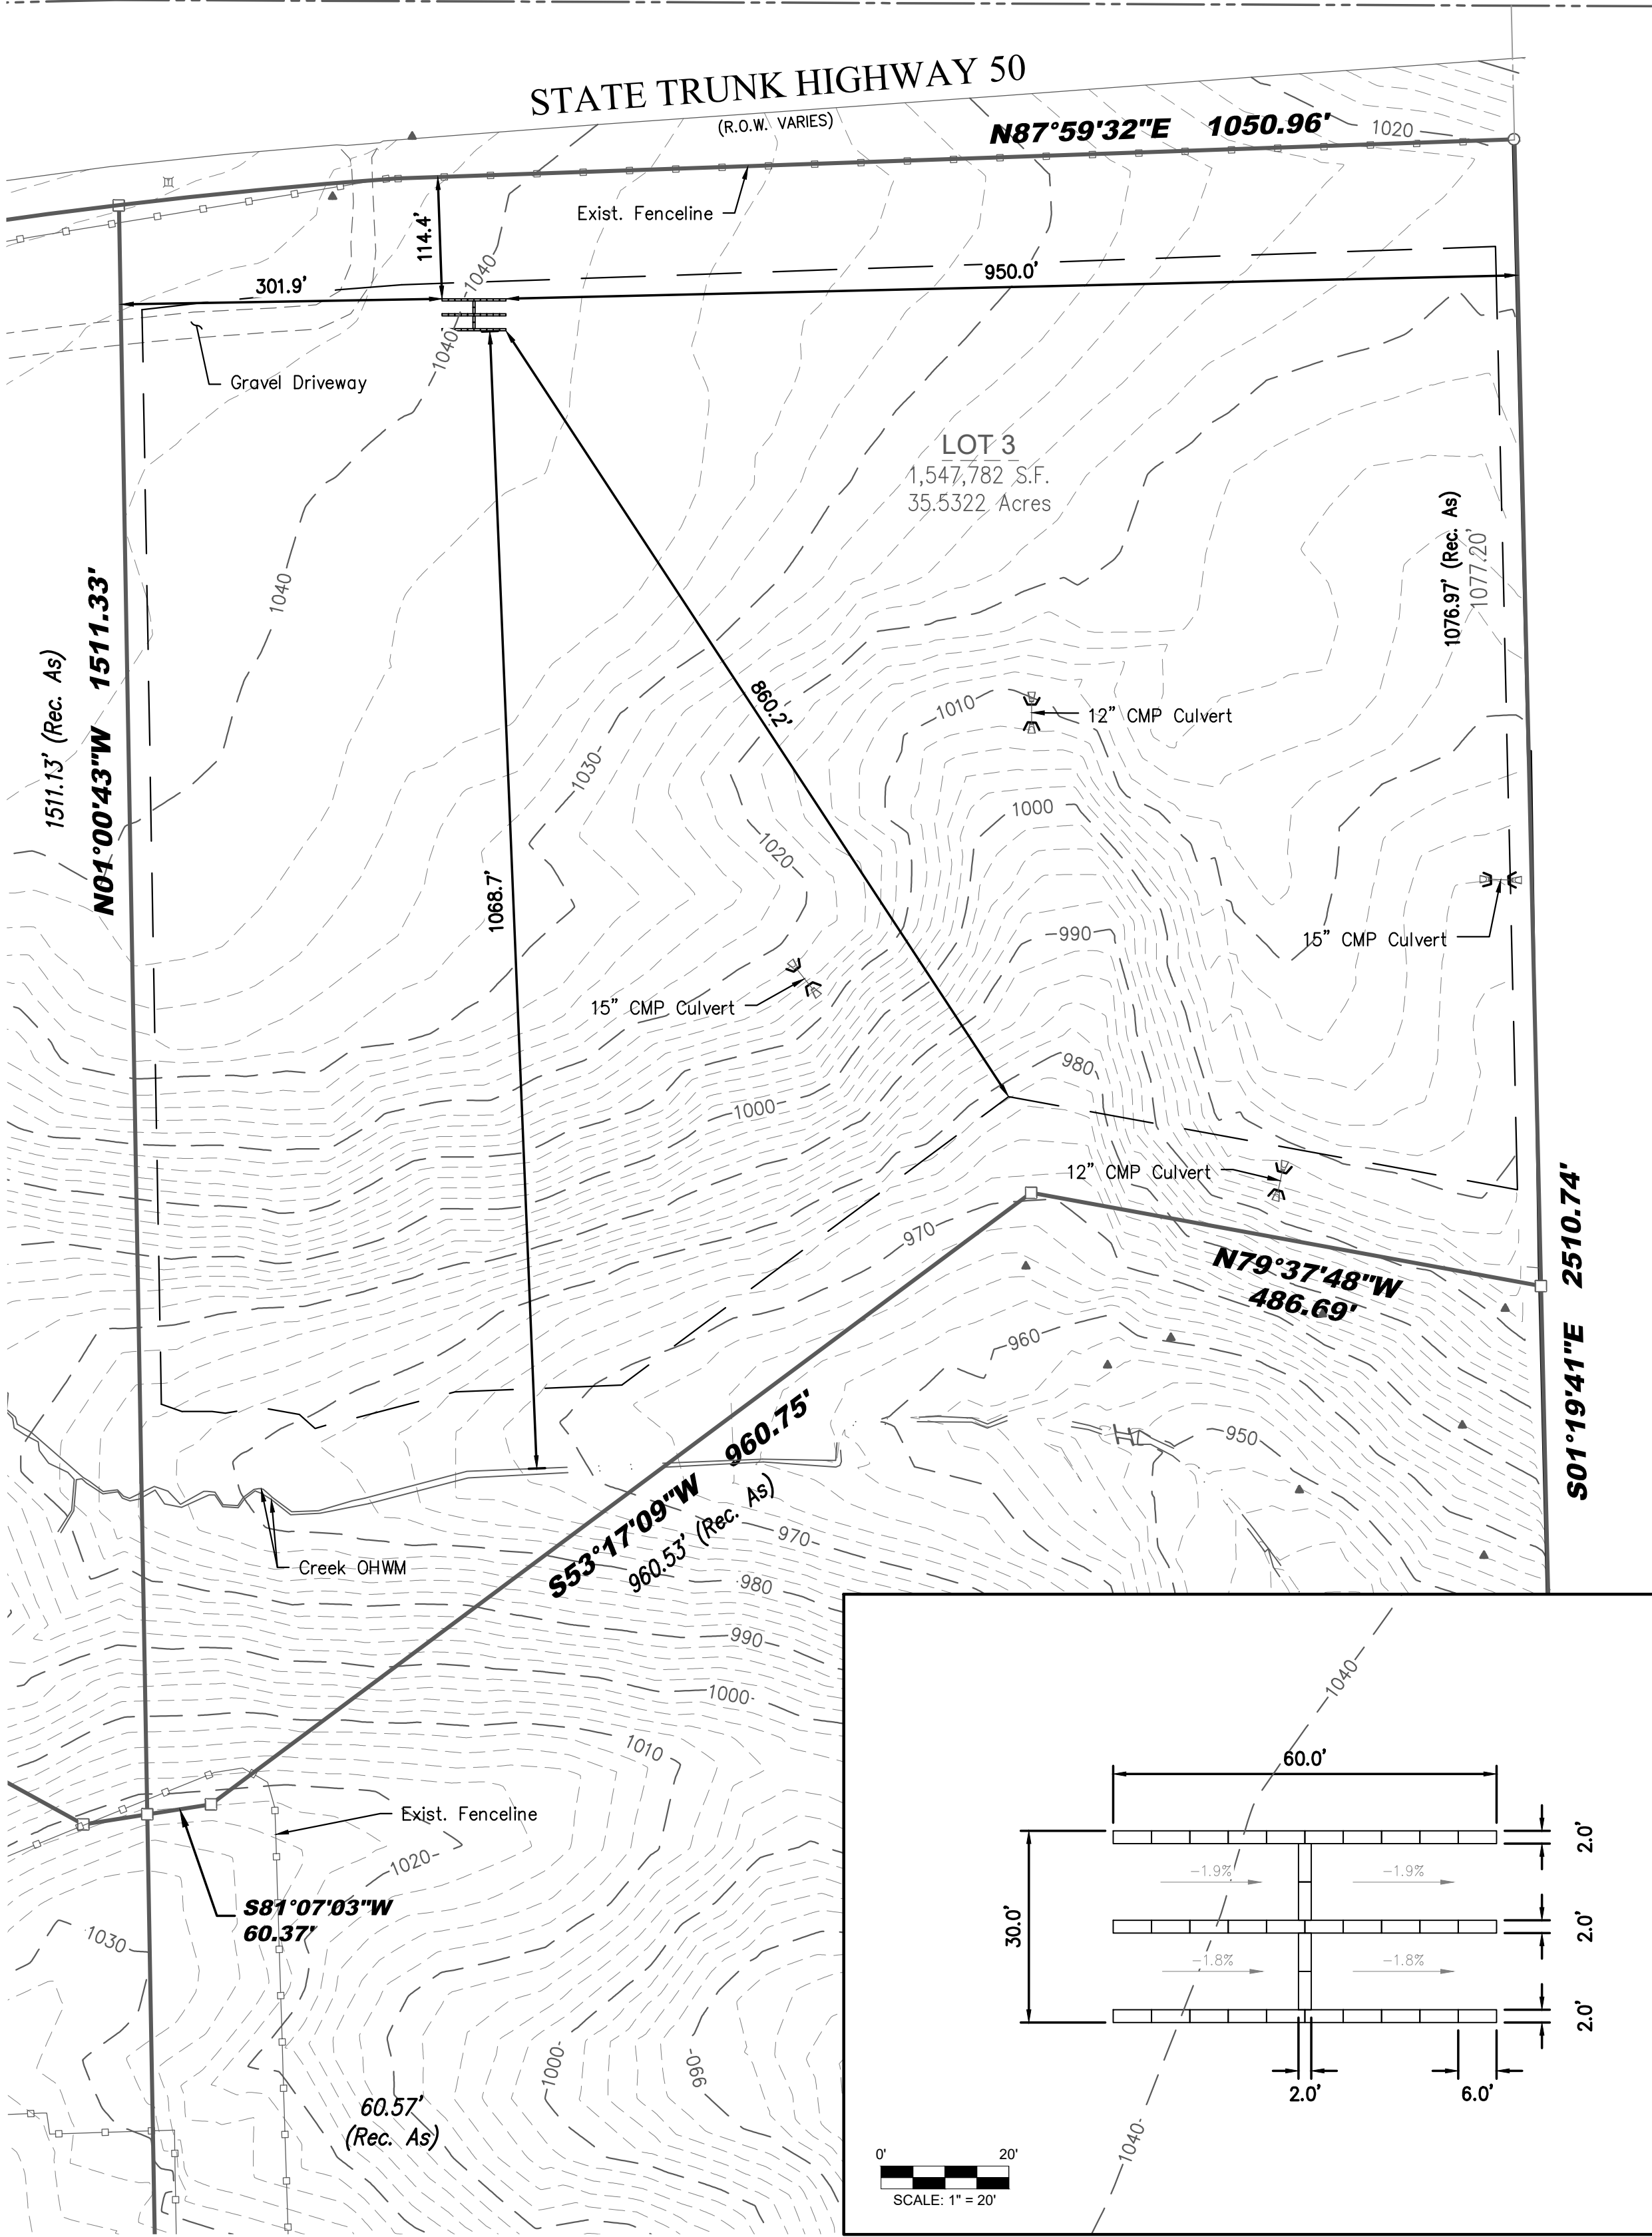 STATE TRUNK HIGHWAY 50
(R.O.W. VARIES)
N87°59'32"E 1050.96'
1020
Exist. Fenceline
114.4'
1040
301.9'
950.0'
1040
Gravel Driveway
LOT 3
1,547,782 S.F.
35.5322 Acres
1076.97' (Rec. As)
1077.20'
1040
1511.13' (Rec. As)
N01°00'43"W 1511.33'
860.2'
1010
12" CMP Culvert
1030
1000
1020
1068.7'
990
15" CMP Culvert
15" CMP Culvert
980
1000
12" CMP Culvert
970
N79°37'48"W
486.69'
S01°19'41"E 2510.74'
960
950
S53°17'09"W 960.75'
960.53' (Rec. As)
970
Creek OHWM
980
990
1000
1010
Exist. Fenceline
1020
S81°07'03"W
60.37'
1030
1000
990
60.57'
(Rec. As)
1040
60.0'
2.0'
-1.9%
-1.9%
30.0'
2.0'
-1.8%
-1.8%
2.0'
2.0'
6.0'
1040
0' 20'
SCALE: 1" = 20'